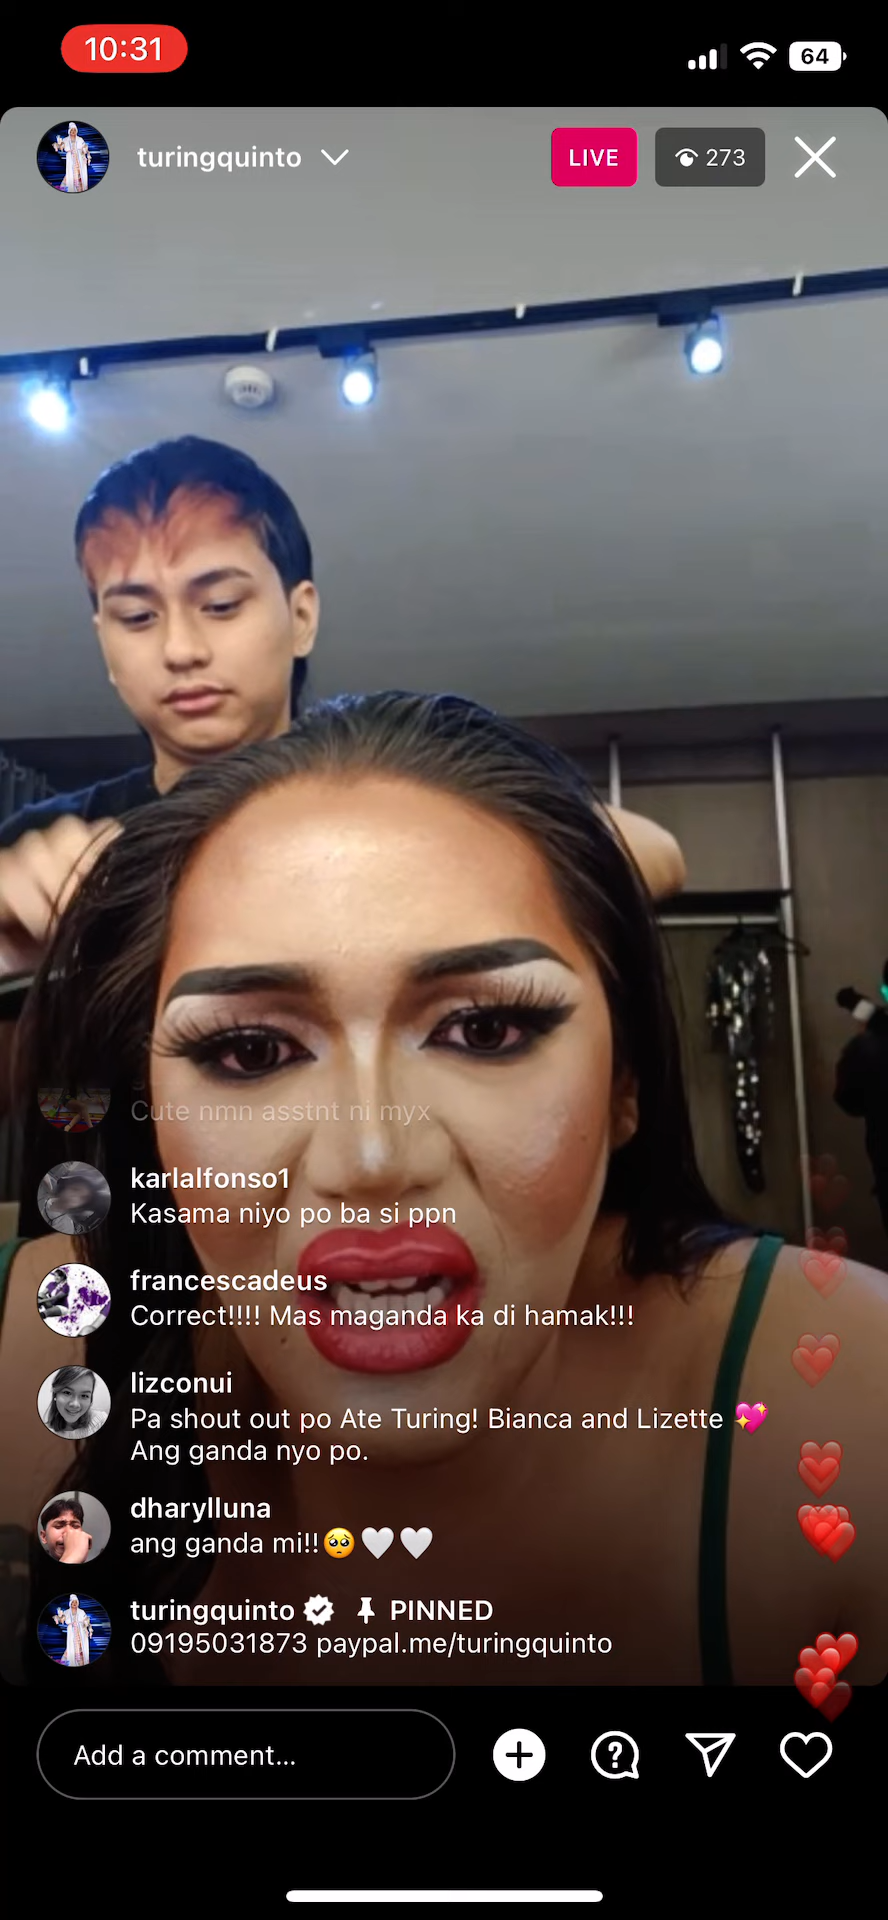 10:31
64
turingquinto
LIVE
273
Cute nmn asstnt ni myx
karlalfonso1
Kasama niyo po ba si ppn
francescadeus
Correct!!!! Mas maganda ka di hamak!!!
lizconui
Pa shout out po Ate Turing! Bianca and Lizette 💖
Ang ganda nyo po.
dharylluna
ang ganda mi!!🥺🤍🤍
turingquinto PINNED
09195031873 paypal.me/turingquinto
Add a comment...